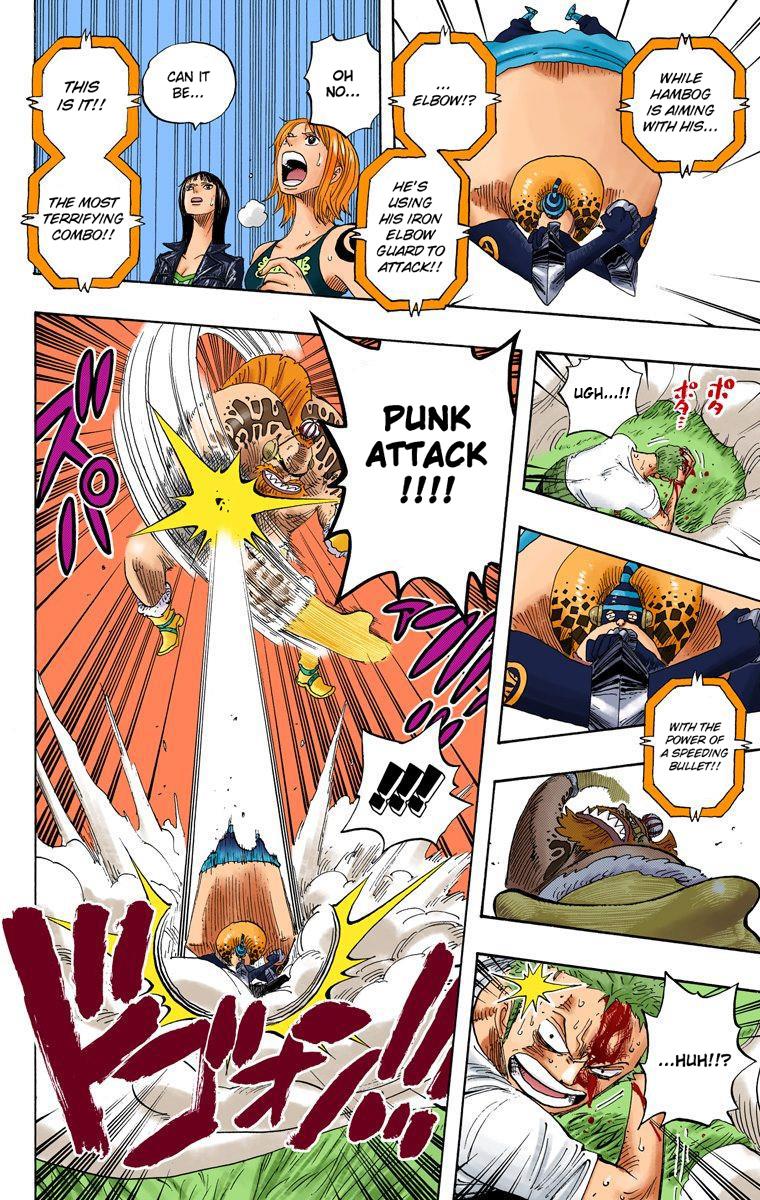 WHILE
HAMBOG
IS AIMING
WITH HIS...
...
ELBOW!?
HE'S
USING
HIS IRON
ELBOW
GUARD TO
ATTACK!!
OH
NO...
CAN IT
BE...
THIS
IS IT!!
THE MOST
TERRIFYING
COMBO!!
UGH...!!
ポタ
ポタ...
WITH THE
POWER OF
A SPEEDING
BULLET!!
...HUH!!?
PUNK
ATTACK
!!!!
ズパ
!!!
ドゴォン!!!